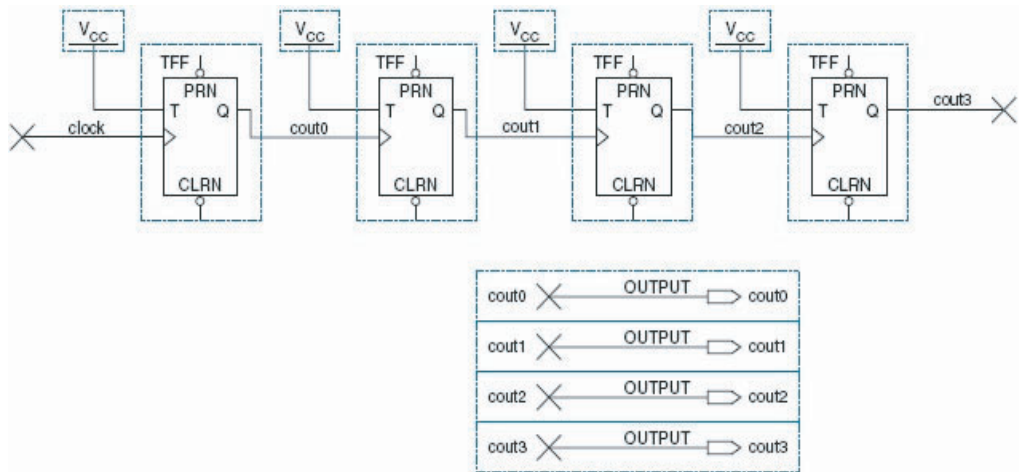 VCC VCC VCC VCC
TFF TFF TFF TFF
PRN PRN PRN PRN
T Q T Q T Q T Q
clock cout0 cout1 cout2 cout3
CLRN CLRN CLRN CLRN
cout0 OUTPUT cout0
cout1 OUTPUT cout1
cout2 OUTPUT cout2
cout3 OUTPUT cout3